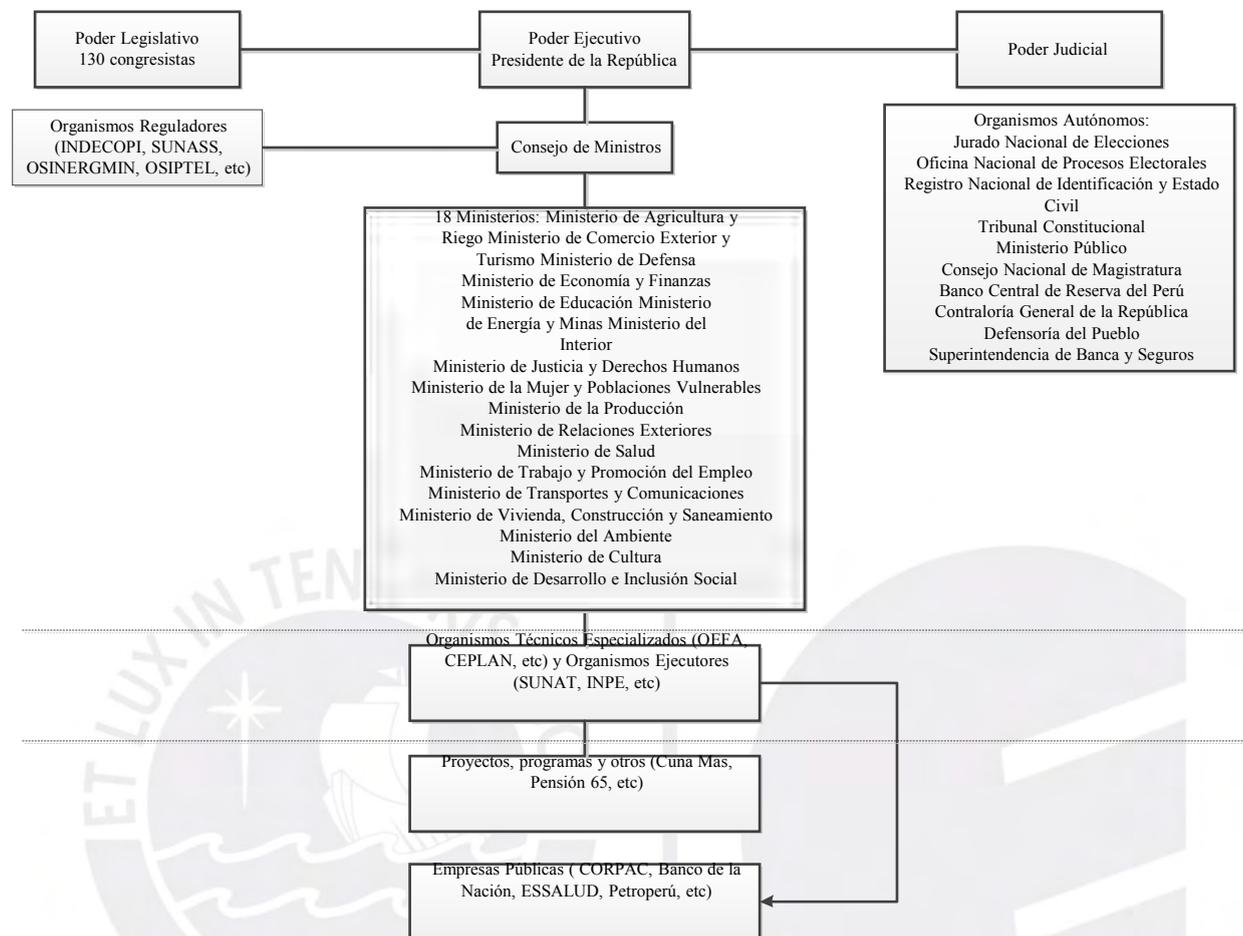 Poder Legislativo
130 congresistas
Poder Ejecutivo
Presidente de la República
Poder Judicial
Organismos Reguladores
(INDECOPI, SUNASS,
OSINERGMIN, OSIPTEL, etc)
Consejo de Ministros
Organismos Autónomos:
Jurado Nacional de Elecciones
Oficina Nacional de Procesos Electorales
Registro Nacional de Identificación y Estado
Civil
Tribunal Constitucional
Ministerio Público
Consejo Nacional de Magistratura
Banco Central de Reserva del Perú
Contraloría General de la República
Defensoría del Pueblo
Superintendencia de Banca y Seguros
18 Ministerios: Ministerio de Agricultura y
Riego Ministerio de Comercio Exterior y
Turismo Ministerio de Defensa
Ministerio de Economía y Finanzas
Ministerio de Educación Ministerio
de Energía y Minas Ministerio del
Interior
Ministerio de Justicia y Derechos Humanos
Ministerio de la Mujer y Poblaciones Vulnerables
Ministerio de la Producción
Ministerio de Relaciones Exteriores
Ministerio de Salud
Ministerio de Trabajo y Promoción del Empleo
Ministerio de Transportes y Comunicaciones
Ministerio de Vivienda, Construcción y Saneamiento
Ministerio del Ambiente
Ministerio de Cultura
Ministerio de Desarrollo e Inclusión Social
Organismos Técnicos Especializados (OEFA,
CEPLAN, etc) y Organismos Ejecutores
(SUNAT, INPE, etc)
Proyectos, programas y otros (Cuna Mas,
Pensión 65, etc)
Empresas Públicas ( CORPAC, Banco de la
Nación, ESSALUD, Petroperú, etc)
ET LUX IN